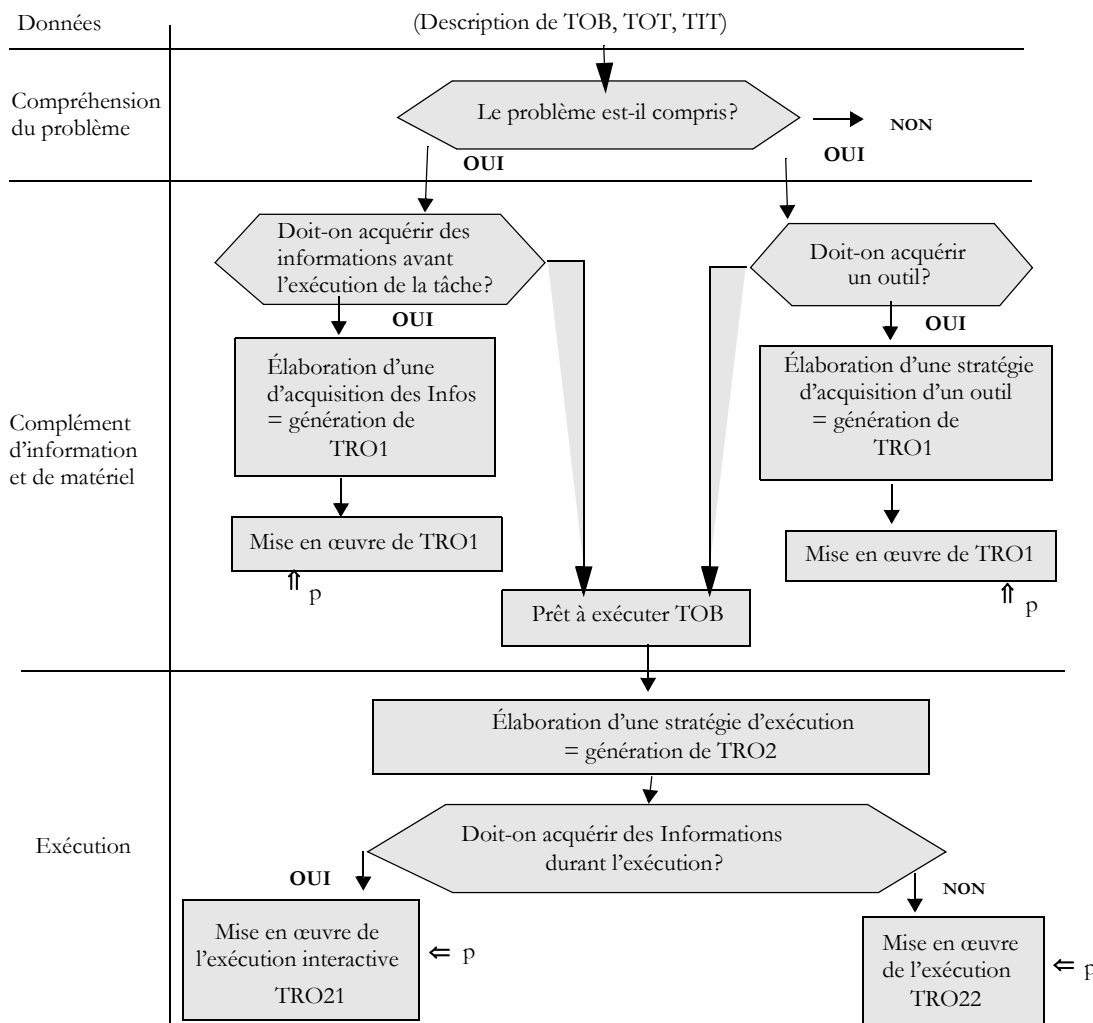 Données
(Description de TOB, TOT, TIT)
Compréhension
du problème
Le problème est-il compris?
NON
OUI
OUI
Complément
d'information
et de matériel
Doit-on acquérir des
informations avant
l'exécution de la tâche?
Doit-on acquérir
un outil?
OUI
OUI
Élaboration d'une
d'acquisition des Infos
= génération de
TRO1
Élaboration d'une stratégie
d'acquisition d'un outil
= génération de
TRO1
Mise en œuvre de TRO1
⇑ p
Mise en œuvre de TRO1
⇑ p
Prêt à exécuter TOB
Exécution
Élaboration d'une stratégie d'exécution
= génération de TRO2
Doit-on acquérir des Informations
durant l'exécution?
OUI
NON
Mise en œuvre de
l'exécution interactive
TRO21
⇐ p
Mise en œuvre
de l'exécution
TRO22
⇐ p